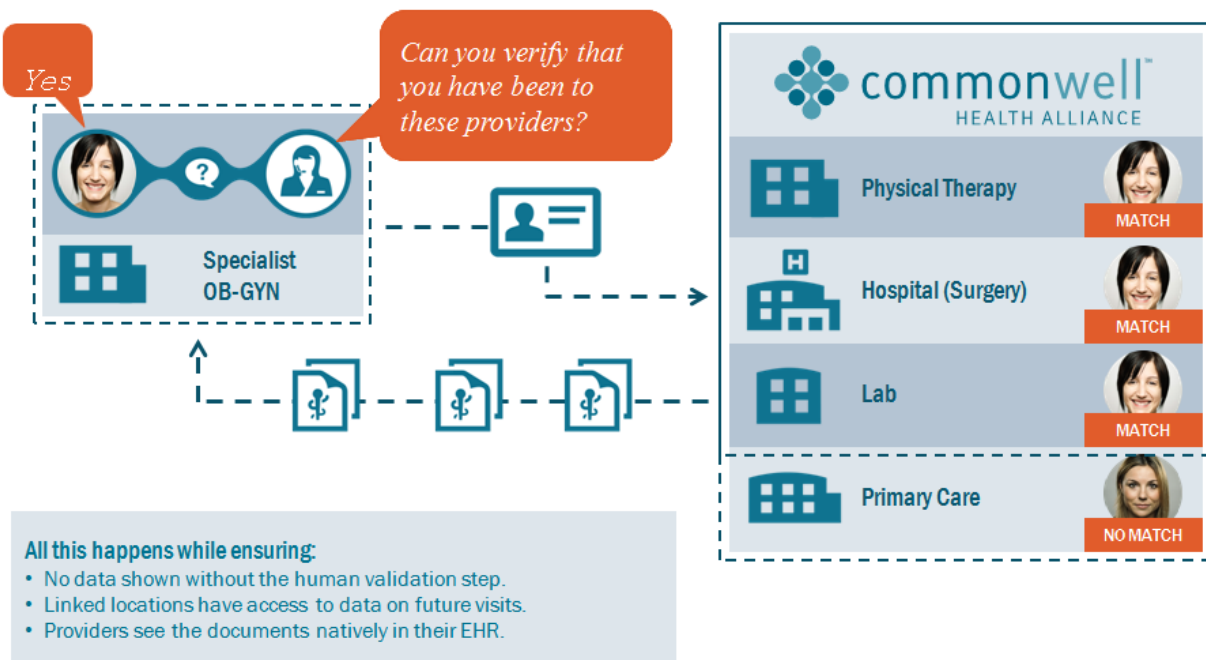 Yes
Can you verify that
you have been to
these providers?
?
Specialist
OB-GYN
commonwell™
HEALTH ALLIANCE
Physical Therapy
MATCH
H
Hospital (Surgery)
MATCH
Lab
MATCH
Primary Care
NO MATCH
All this happens while ensuring:
• No data shown without the human validation step.
• Linked locations have access to data on future visits.
• Providers see the documents natively in their EHR.